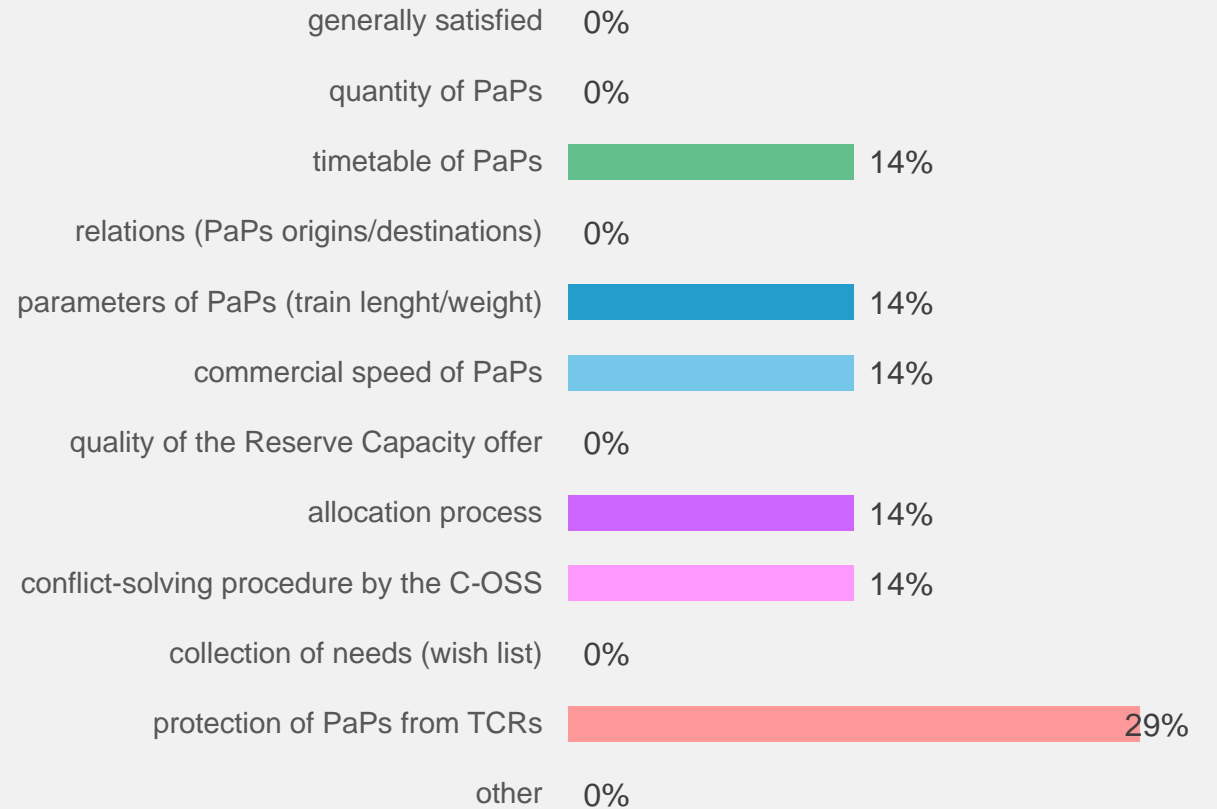 generally satisfied 0%
quantity of PaPs 0%
timetable of PaPs 14%
relations (PaPs origins/destinations) 0%
parameters of PaPs (train lenght/weight) 14%
commercial speed of PaPs 14%
quality of the Reserve Capacity offer 0%
allocation process 14%
conflict-solving procedure by the C-OSS 14%
collection of needs (wish list) 0%
protection of PaPs from TCRs 29%
other 0%